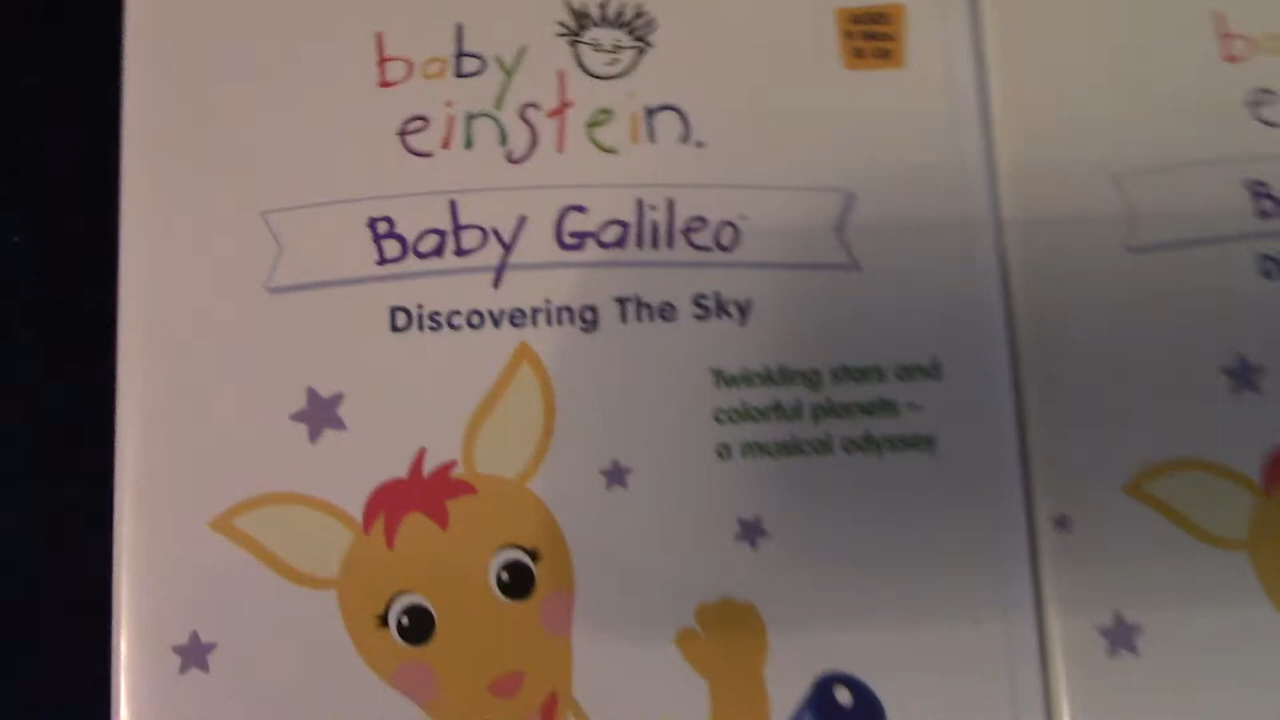 baby
einstein.
Baby Galileo
Discovering The Sky
Twinkling stars and
colorful planets –
a musical odyssey